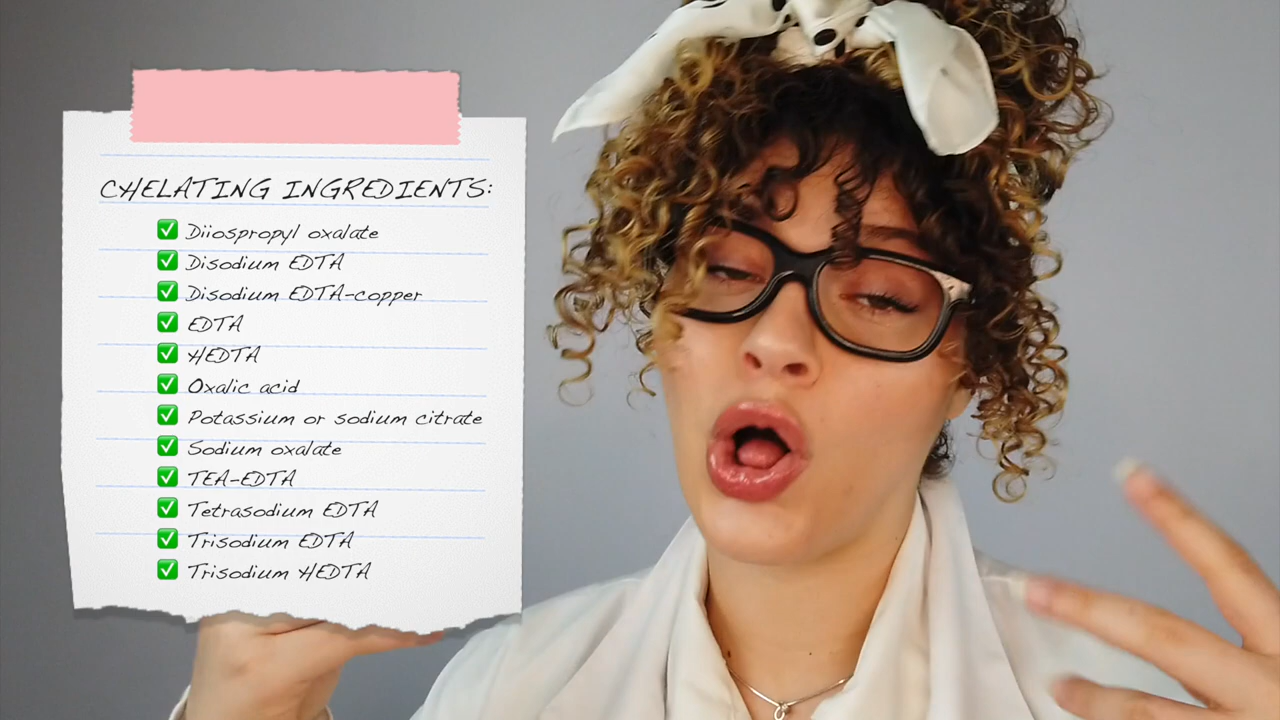 CHELATING INGREDIENTS:
✅ Diiospropyl oxalate
✅ Disodium EDTA
✅ Disodium EDTA-copper
✅ EDTA
✅ HEDTA
✅ Oxalic acid
✅ Potassium or sodium citrate
✅ Sodium oxalate
✅ TEA-EDTA
✅ Tetrasodium EDTA
✅ Trisodium EDTA
✅ Trisodium HEDTA